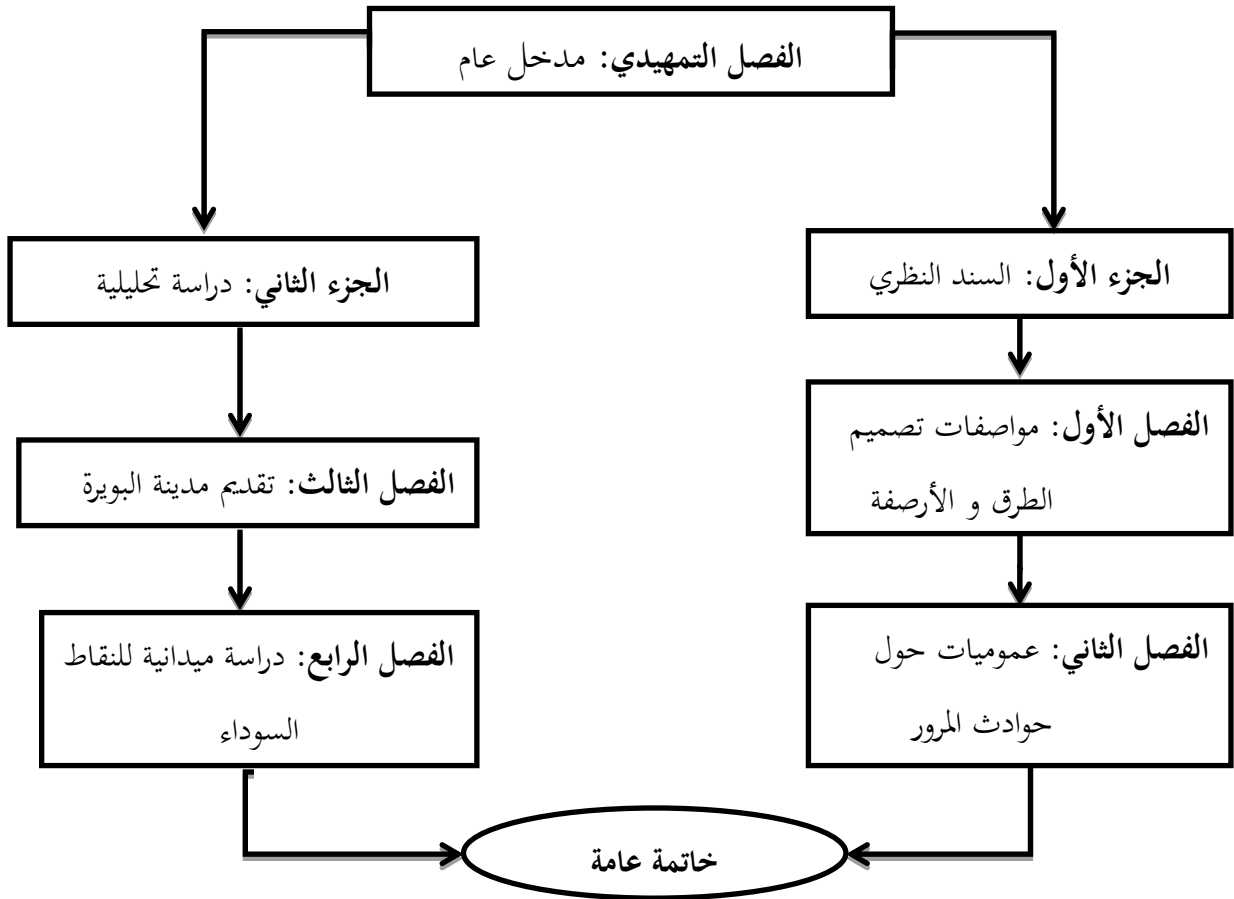 الفصل التمهيدي: مدخل عام
الجزء الأول: السند النظري
الفصل الأول: مواصفات تصميم
الطرق و الأرصفة
الفصل الثاني: عموميات حول
حوادث المرور
الجزء الثاني: دراسة تحليلية
الفصل الثالث: تقديم مدينة البويرة
الفصل الرابع: دراسة ميدانية للنقاط
السوداء
خاتمة عامة